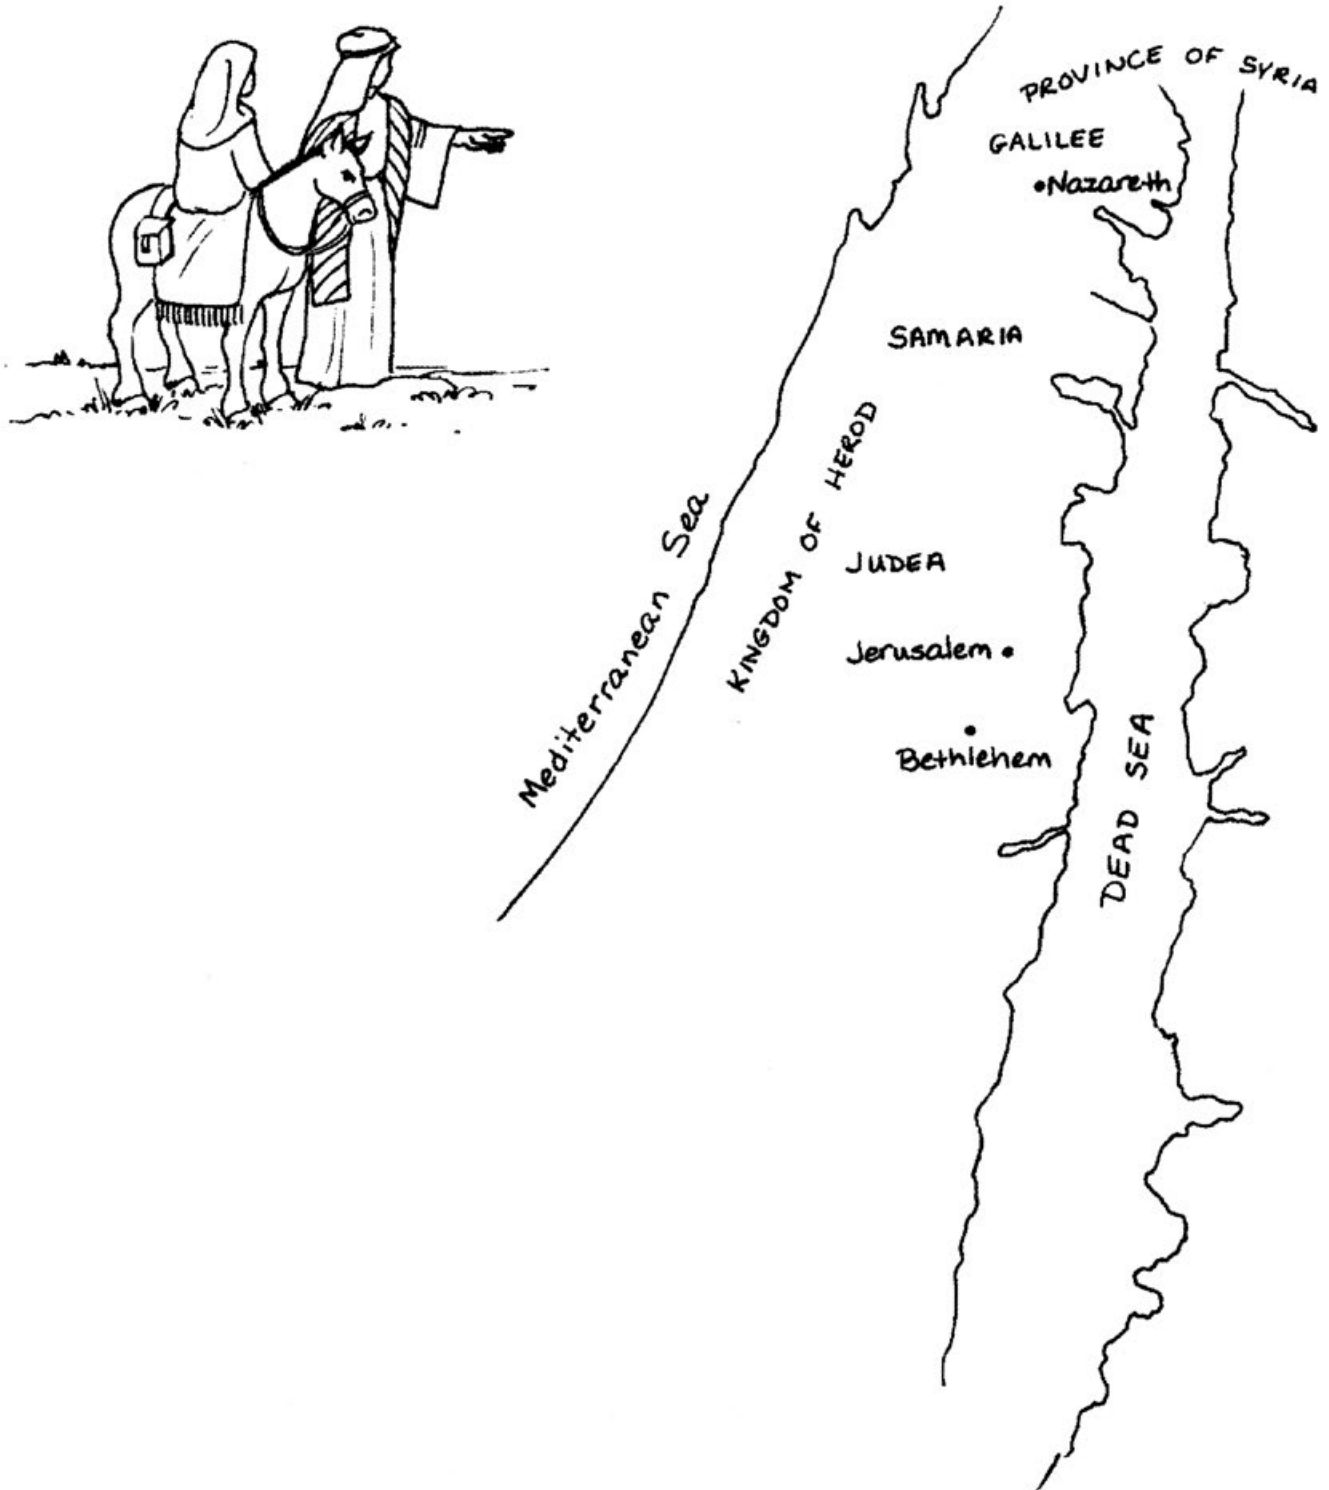 PROVINCE OF SYRIA
GALILEE
Nazareth
SAMARIA
KINGDOM OF HEROD
Mediterranean Sea
JUDEA
Jerusalem
Bethlehem
DEAD SEA